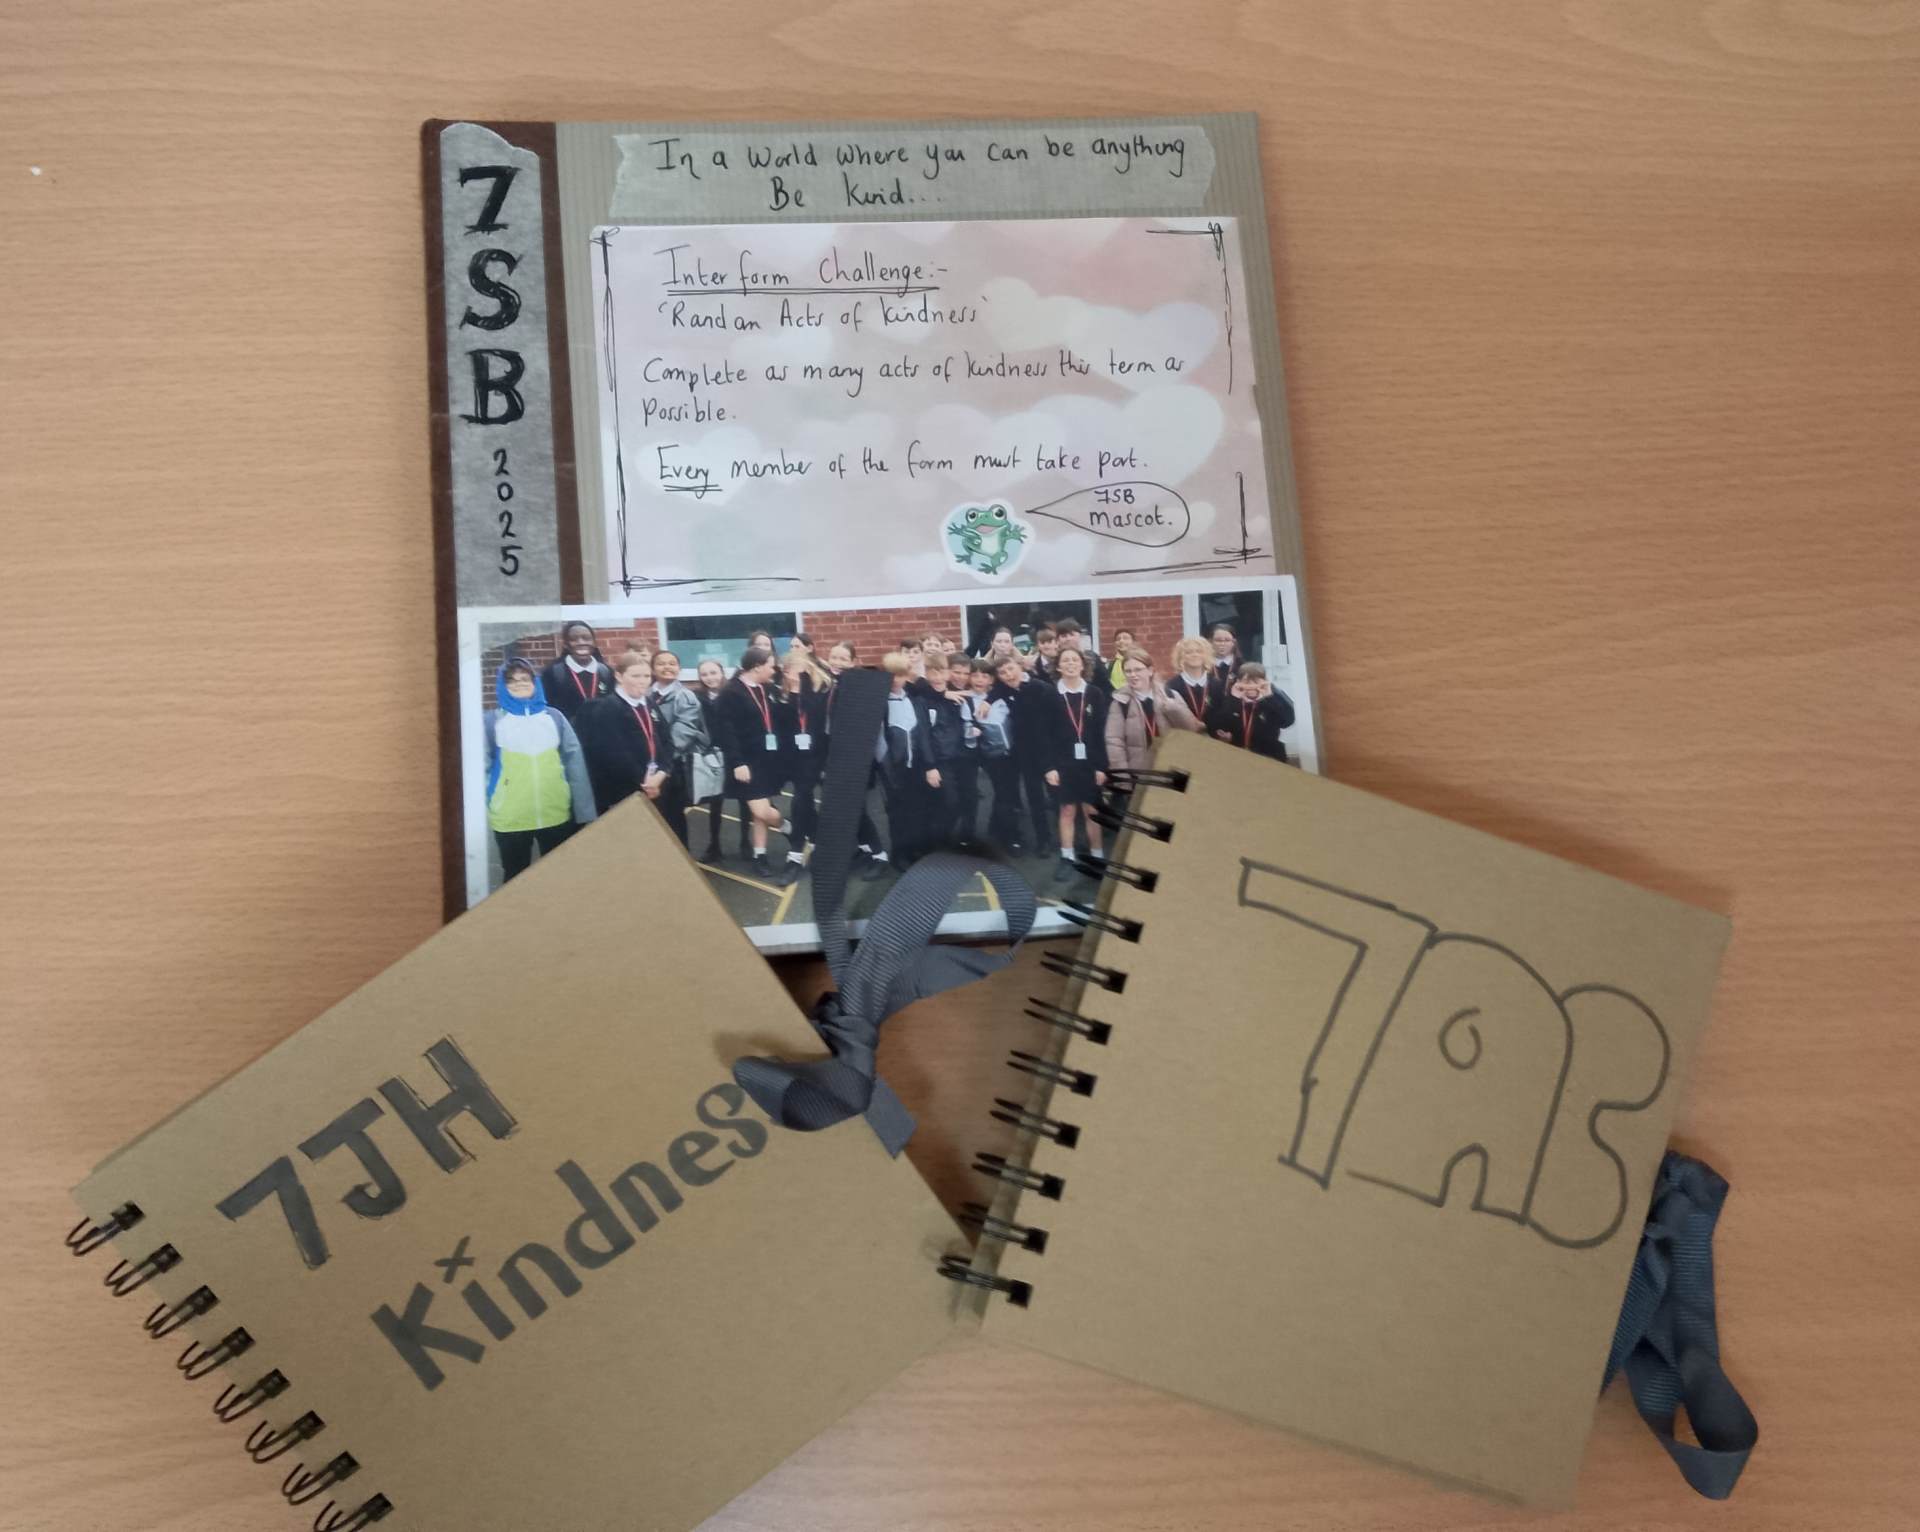 7SB
2025
In a World where you can be anything
Be kind...
Inter form Challenge:-
'Random Acts of kindness'
Complete as many acts of kindness this term as
possible.
Every member of the form must take part.
7SB
Mascot.
7JH
Kindness
7AS